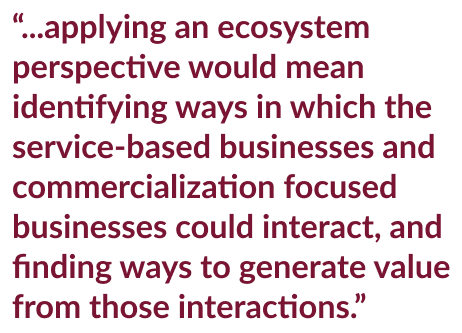 “...applying an ecosystem
perspective would mean
identifying ways in which the
service-based businesses and
commercialization focused
businesses could interact, and
finding ways to generate value
from those interactions.”